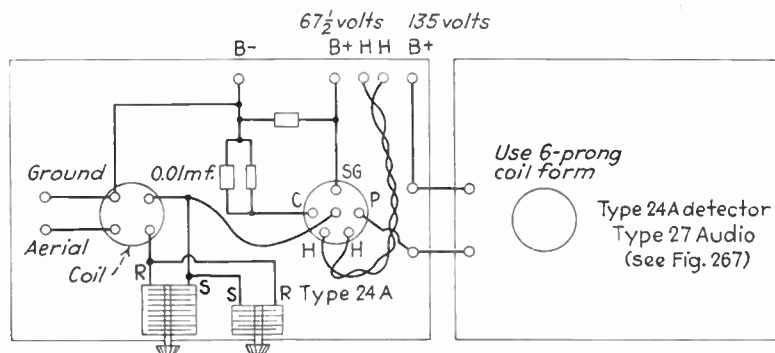 67½ volts 135 volts
B- B+ H H B+
Ground
0.01mf.
SG
C P
Aerial
H H
Coil
R S S R Type 24A
Use 6-prong
coil form
Type 24A detector
Type 27 Audio
(see Fig. 267)